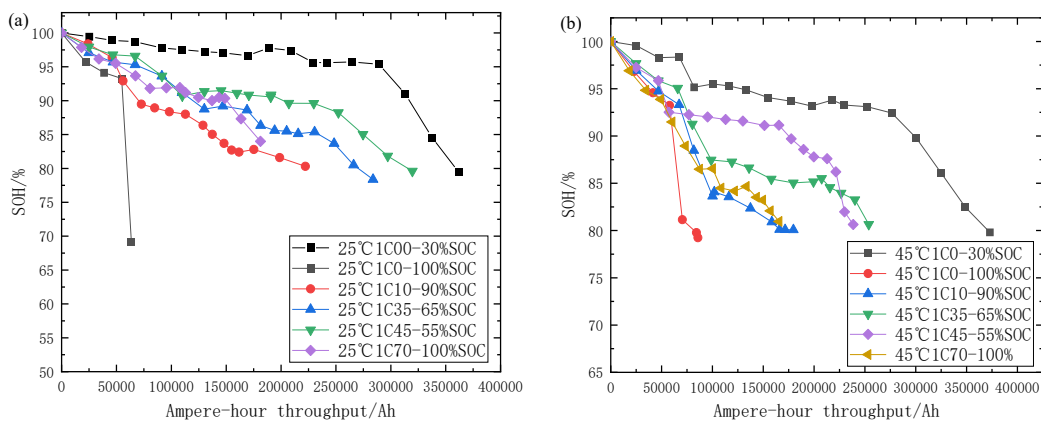 (a)
100
95
90
85
80
75
70
65
60
55
50
SOH/%
25℃1C00-30%SOC
25℃1C0-100%SOC
25℃1C10-90%SOC
25℃1C35-65%SOC
25℃1C45-55%SOC
25℃1C70-100%SOC
0 50000 100000 150000 200000 250000 300000 350000 400000
Ampere-hour throughput/Ah
(b)
100
95
90
85
80
75
70
65
SOH/%
45℃1C0-30%SOC
45℃1C0-100%SOC
45℃1C10-90%SOC
45℃1C35-65%SOC
45℃1C45-55%SOC
45℃1C70-100%
0 50000 100000 150000 200000 250000 300000 350000 400000
Ampere-hour throughput/Ah